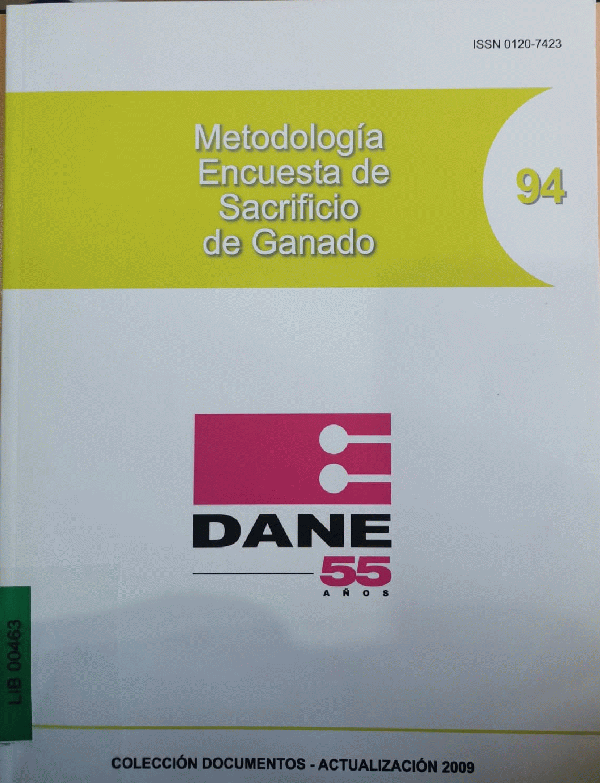 ISSN 0120-7423
Metodología
Encuesta de
Sacrificio
de Ganado
94
DANE
55
AÑOS
LIB 00463
COLECCIÓN DOCUMENTOS - ACTUALIZACIÓN 2009